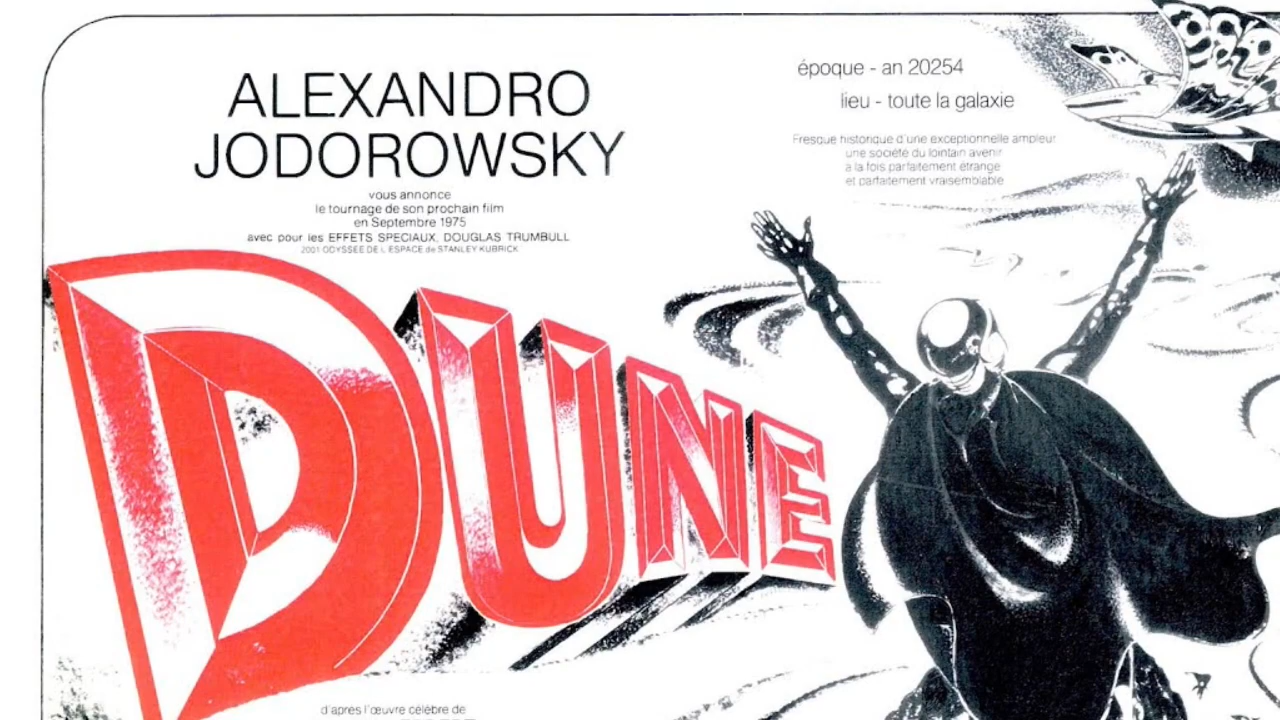 ALEXANDRO
JODOROWSKY
vous annonce
le tournage de son prochain film
en Septembre 1975
avec pour les EFFETS SPECIAUX, DOUGLAS TRUMBULL
2001 ODYSSEE DE L'ESPACE de STANLEY KUBRICK
époque - an 20254
lieu - toute la galaxie
Fresque historique d'une exceptionnelle ampleur
une société du lointain avenir
à la fois parfaitement étrange
et parfaitement vraisemblable
DUNE
d'après l'œuvre célèbre de